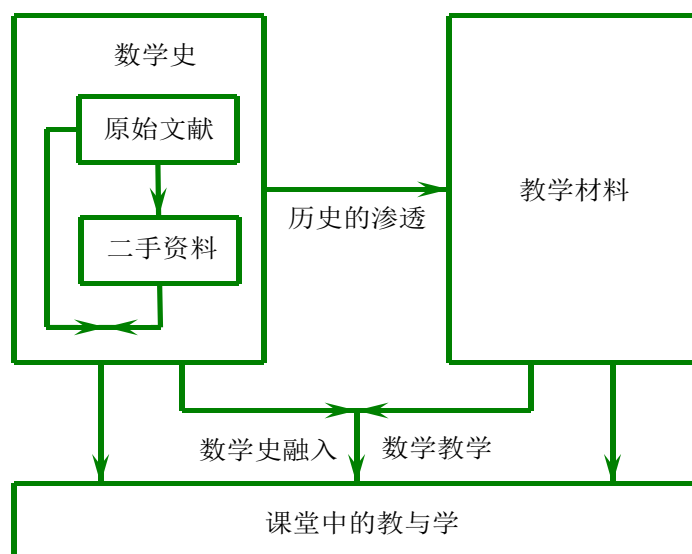 数学史
原始文献
教学材料
历史的渗透
二手资料
数学史融入
数学教学
课堂中的教与学